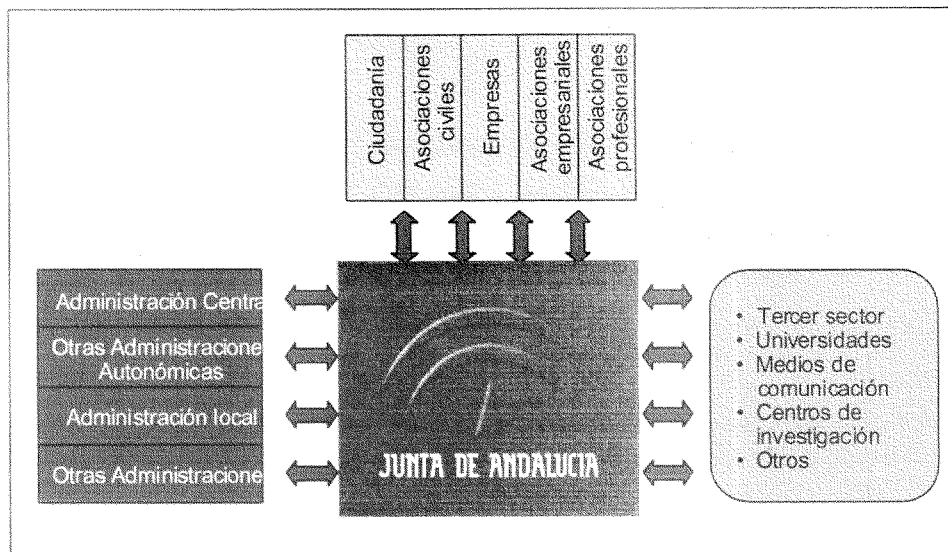 Ciudadanía
Asociaciones
civiles
Empresas
Asociaciones
empresariales
Asociaciones
profesionales
Administración Centra
Otras Administracione
Autonómicas
Administración local
Otras Administracione
JUNTA DE ANDALUCIA
• Tercer sector
• Universidades
• Medios de
comunicación
• Centros de
investigación
• Otros